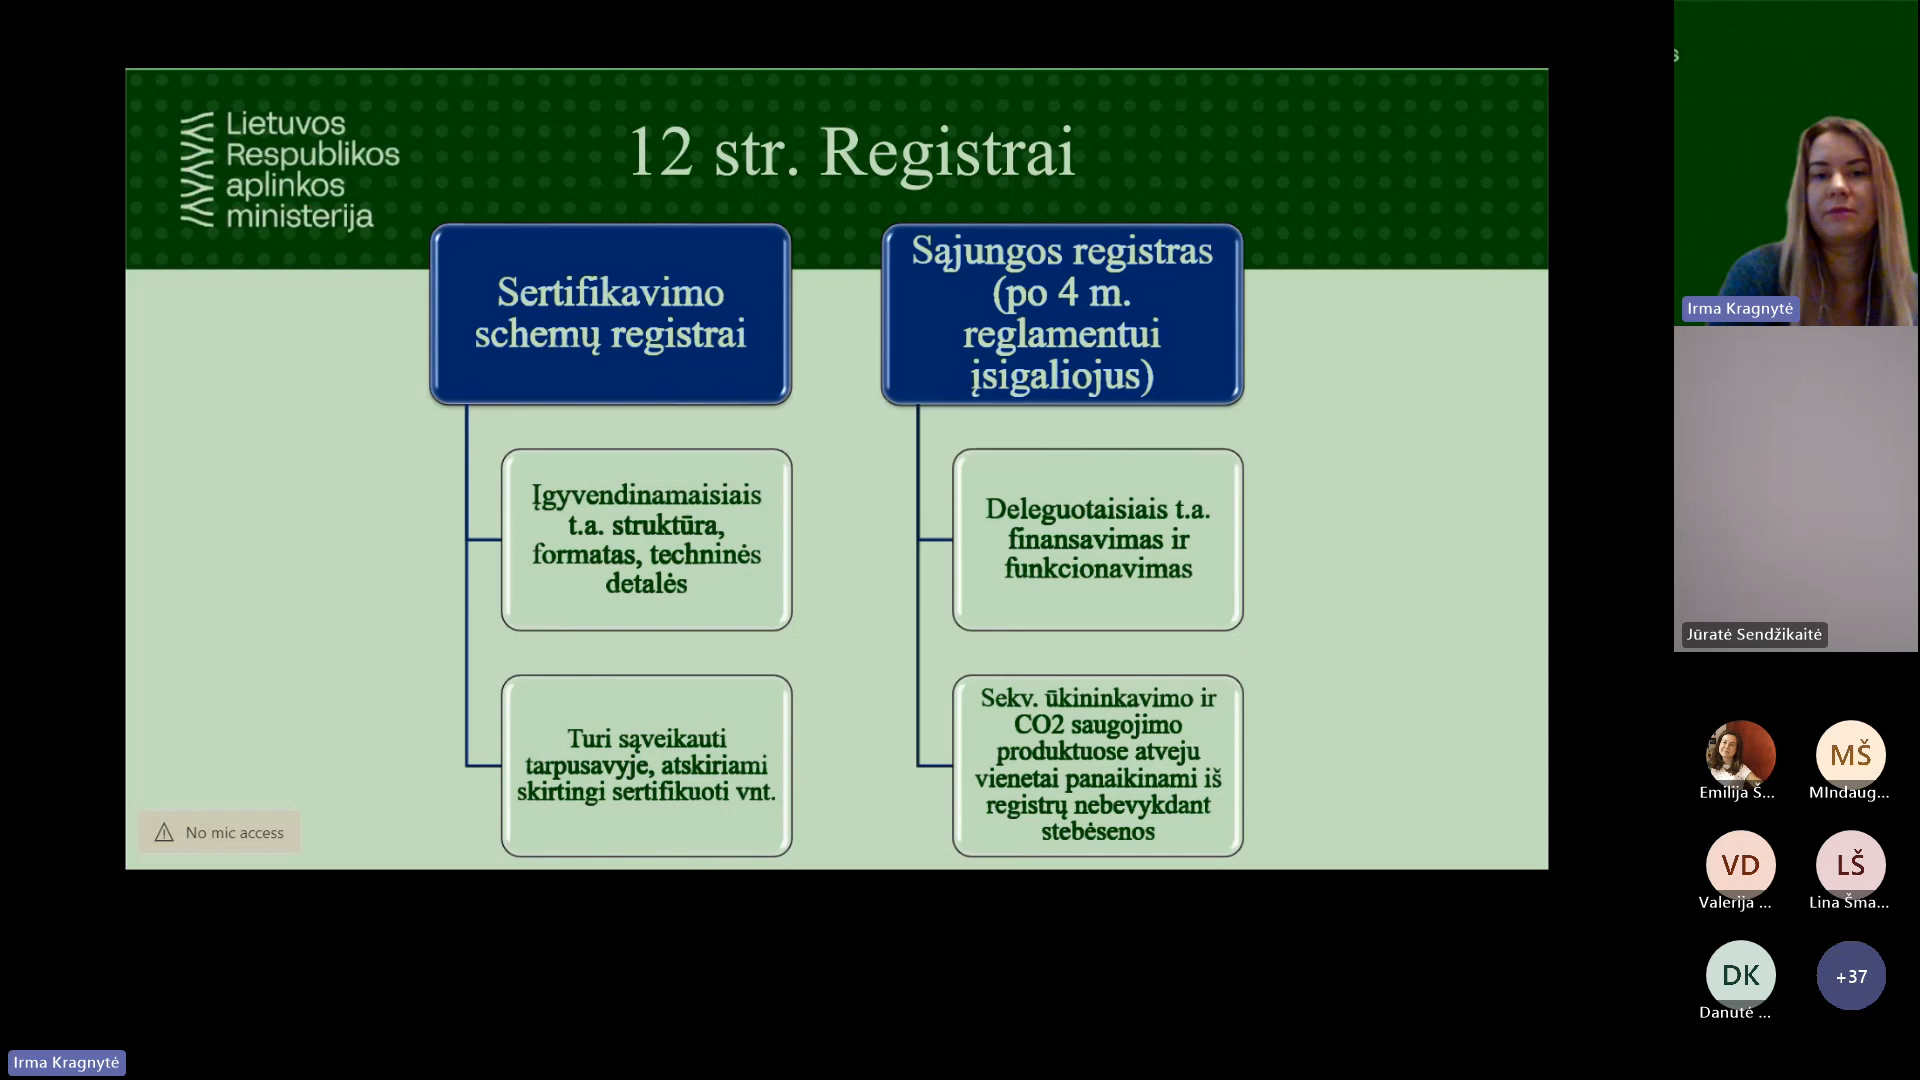 Lietuvos
Respublikos
aplinkos
ministerija
12 str. Registrai
Sertifikavimo
schemų registrai
Įgyvendinamaisiais
t.a. struktūra,
formatas, techninės
detalės
Turi sąveikauti
tarpusavyje, atskiriami
skirtingi sertifikuoti vnt.
Sąjungos registras
(po 4 m.
reglamentui
įsigaliojus)
Deleguotaisiais t.a.
finansavimas ir
funkcionavimas
Sekv. ūkininkavimo ir
CO2 saugojimo
produktuose atveju
vienetai panaikinami iš
registrų nebevykdant
stebėsenos
No mic access
s
Irma Kragnytė
Jūratė Sendžikaitė
Emilija Š...
MŠ
MIndaug...
VD
Valerija ...
LŠ
Lina Šma...
DK
Danutė ...
+37
Irma Kragnytė